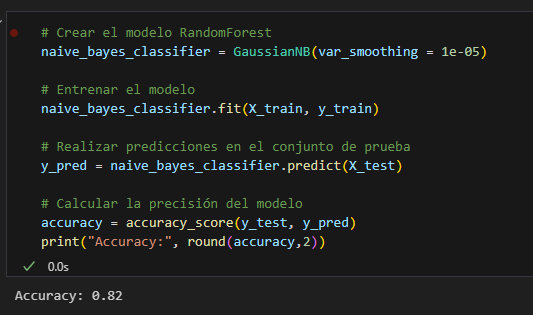 # Crear el modelo RandomForest
naive_bayes_classifier = GaussianNB(var_smoothing = 1e-05)
# Entrenar el modelo
naive_bayes_classifier.fit(X_train, y_train)
# Realizar predicciones en el conjunto de prueba
y_pred = naive_bayes_classifier.predict(X_test)
# Calcular la precisión del modelo
accuracy = accuracy_score(y_test, y_pred)
print("Accuracy:", round(accuracy,2))
0.0s
Accuracy: 0.82